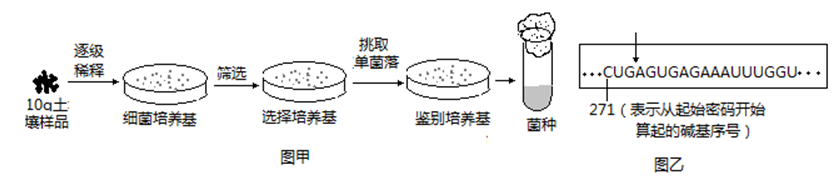 逐级
稀释
筛选
挑取
单菌落
10g土
壤样品
细菌培养基
选择培养基
鉴别培养基
菌种
图甲
···CUGAGUGAGAAAUUUGGU···
271（表示从起始密码开始
算起的碱基序号）
图乙